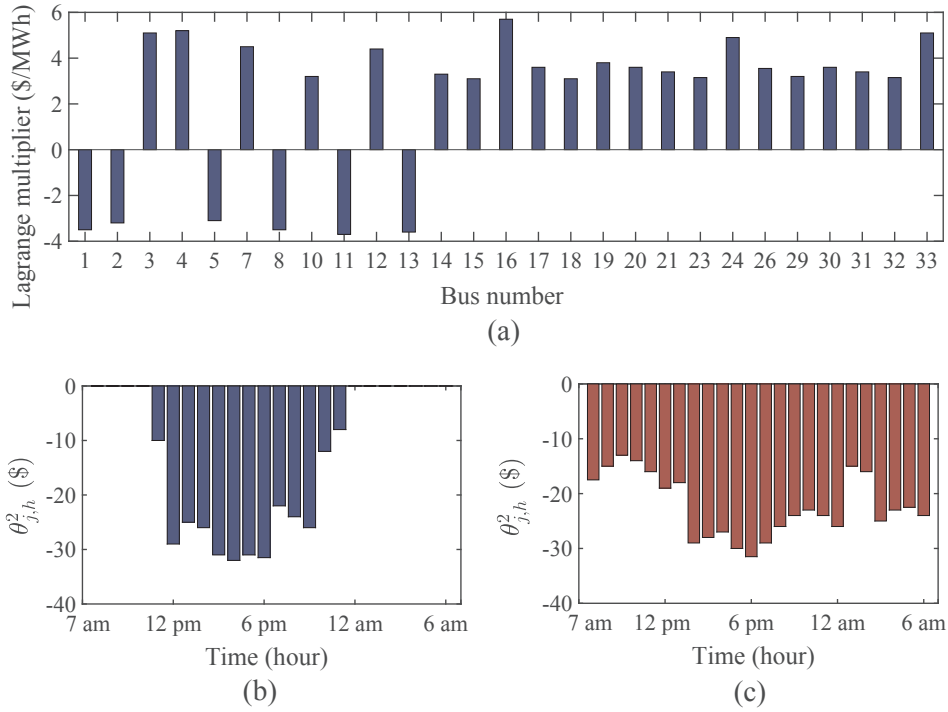 Lagrange multiplier ($/MWh)
6
4
2
0
-2
-4
1 2 3 4 5 7 8 10 11 12 13 14 15 16 17 18 19 20 21 23 24 26 29 30 31 32 33
Bus number
(a)
θ²j,h ($)
0
-10
-20
-30
-40
7 am 12 pm 6 pm 12 am 6 am
Time (hour)
(b)
θ²j,h ($)
0
-10
-20
-30
-40
7 am 12 pm 6 pm 12 am 6 am
Time (hour)
(c)